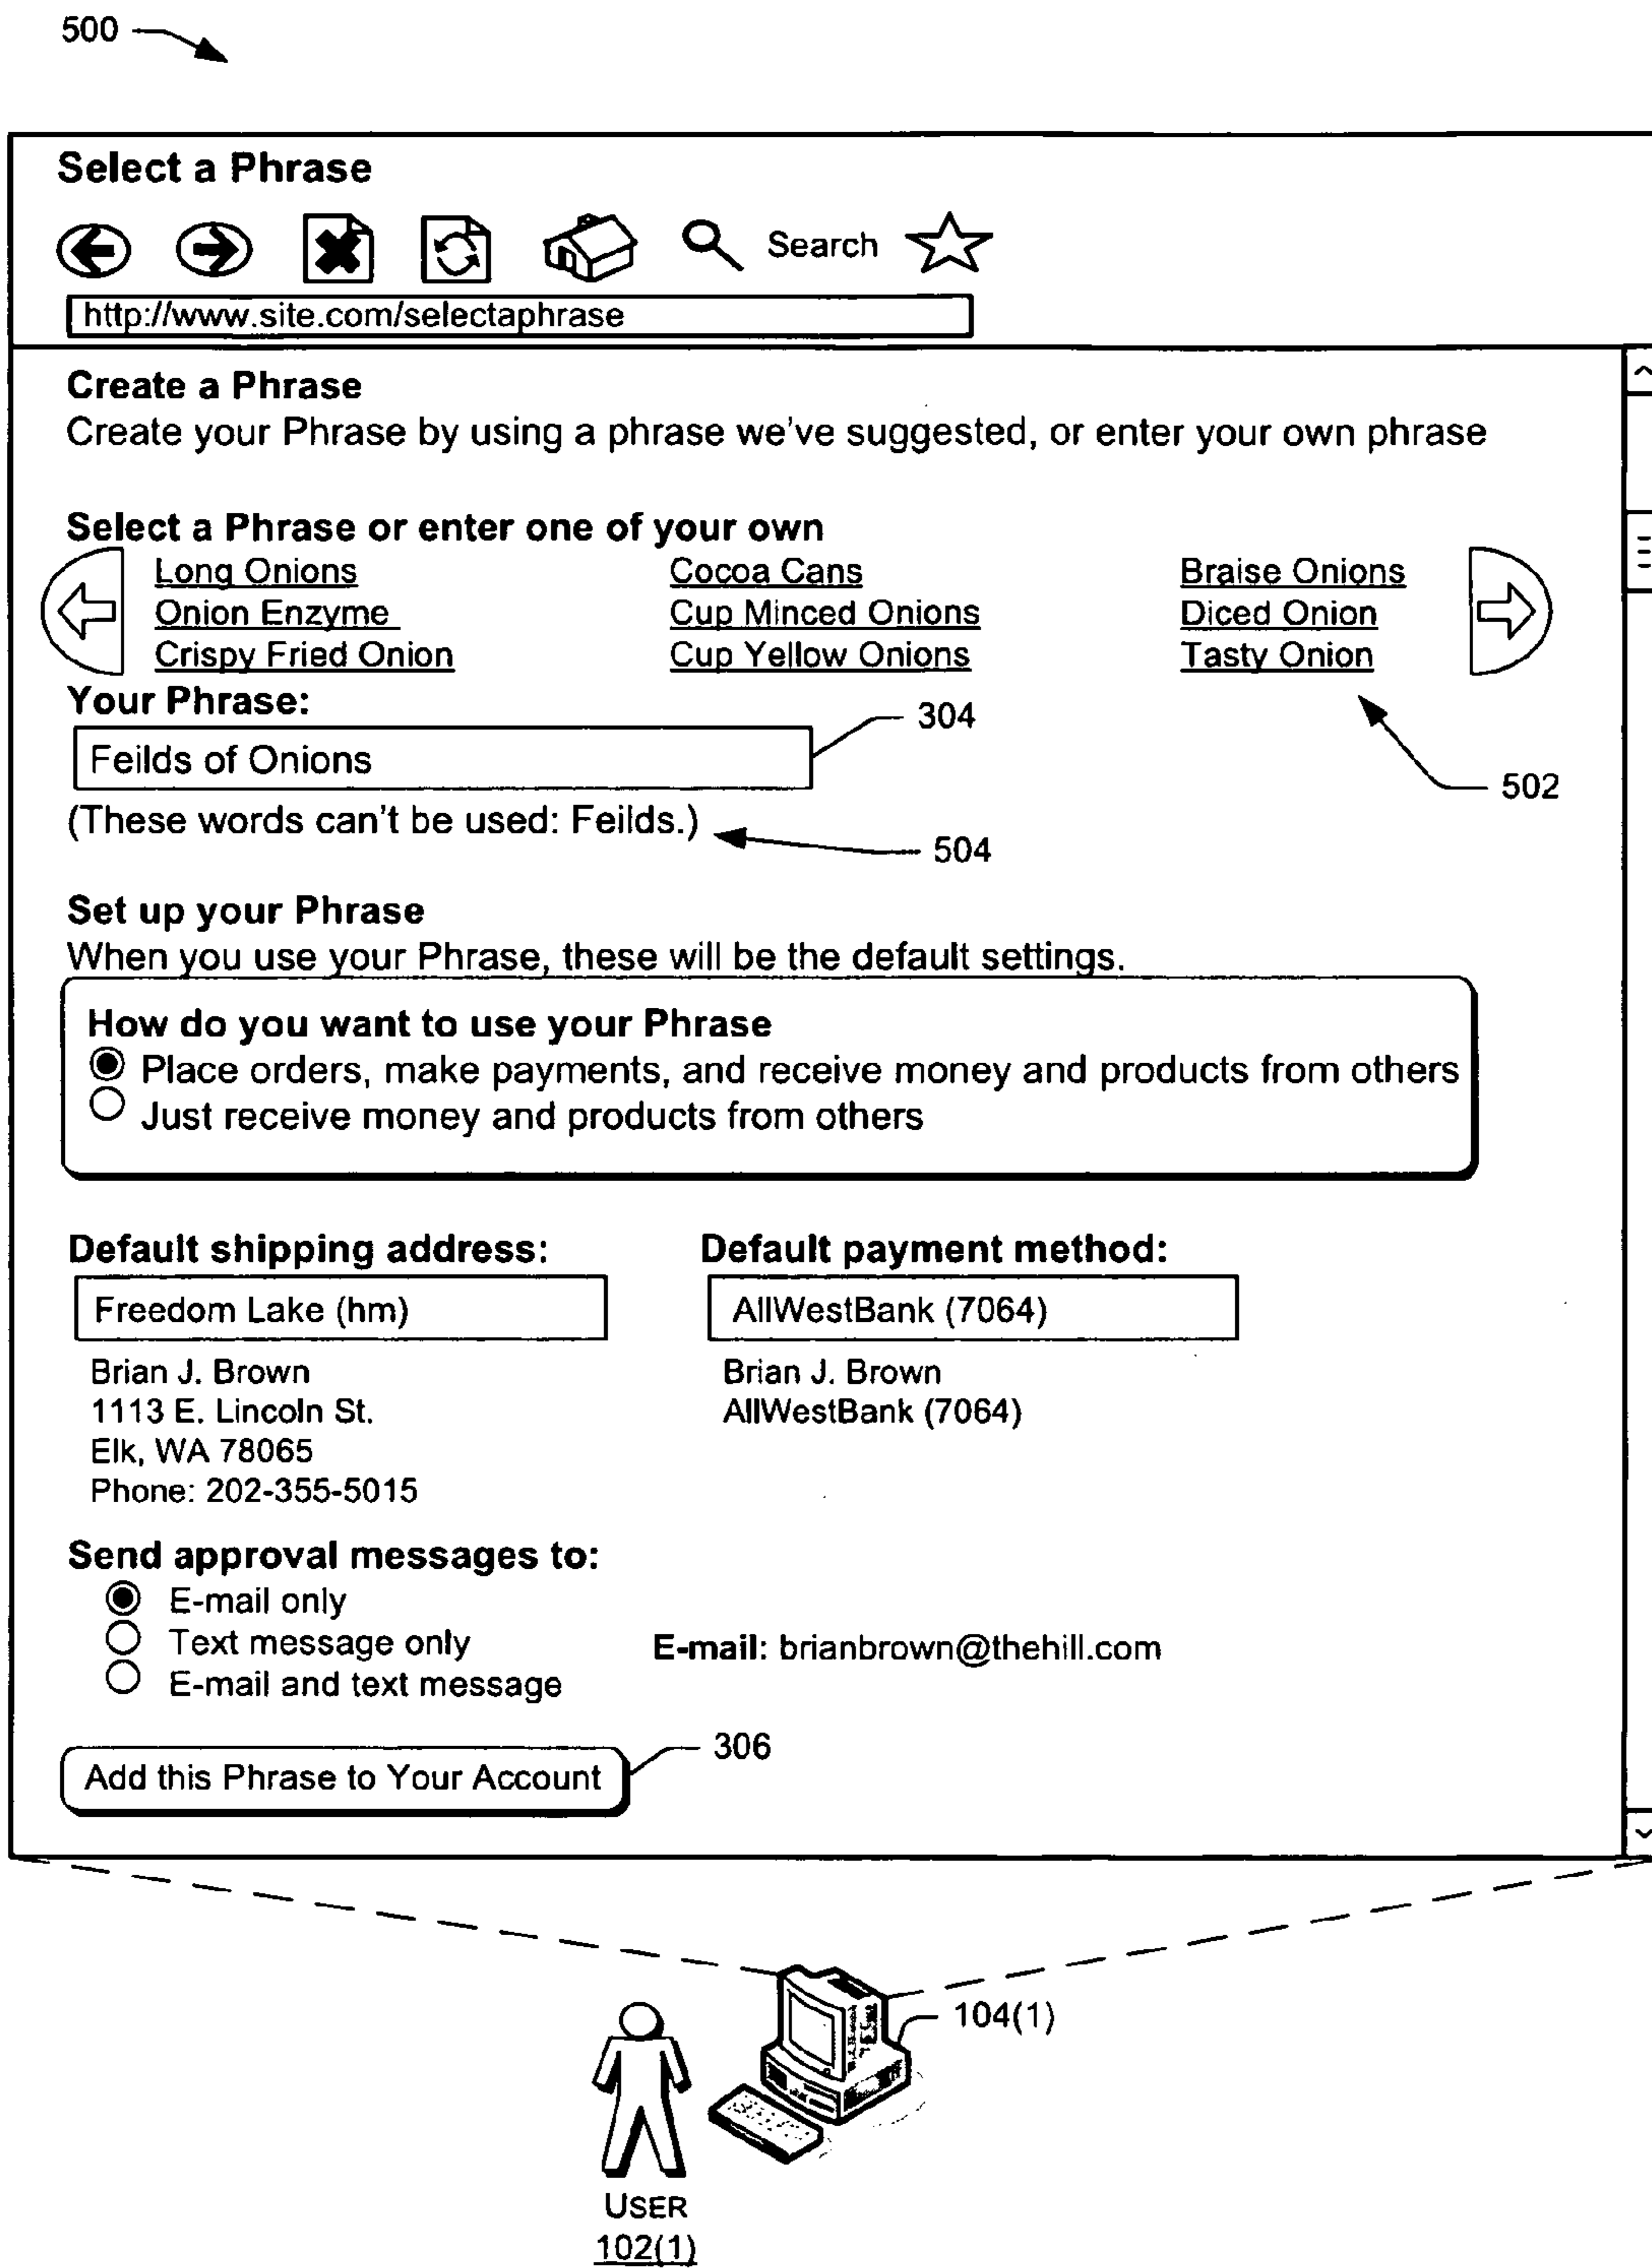 500
Select a Phrase
Search
http://www.site.com/selectaphrase
Create a Phrase
Create your Phrase by using a phrase we've suggested, or enter your own phrase
Select a Phrase or enter one of your own
Long Onions Cocoa Cans Braise Onions
Onion Enzyme Cup Minced Onions Diced Onion
Crispy Fried Onion Cup Yellow Onions Tasty Onion
Your Phrase:
304
Feilds of Onions
502
(These words can't be used: Feilds.)
504
Set up your Phrase
When you use your Phrase, these will be the default settings.
How do you want to use your Phrase
Place orders, make payments, and receive money and products from others
Just receive money and products from others
Default shipping address: Default payment method:
Freedom Lake (hm) AllWestBank (7064)
Brian J. Brown Brian J. Brown
1113 E. Lincoln St. AllWestBank (7064)
Elk, WA 78065
Phone: 202-355-5015
Send approval messages to:
E-mail only
Text message only E-mail: brianbrown@thehill.com
E-mail and text message
306
Add this Phrase to Your Account
104(1)
USER
102(1)